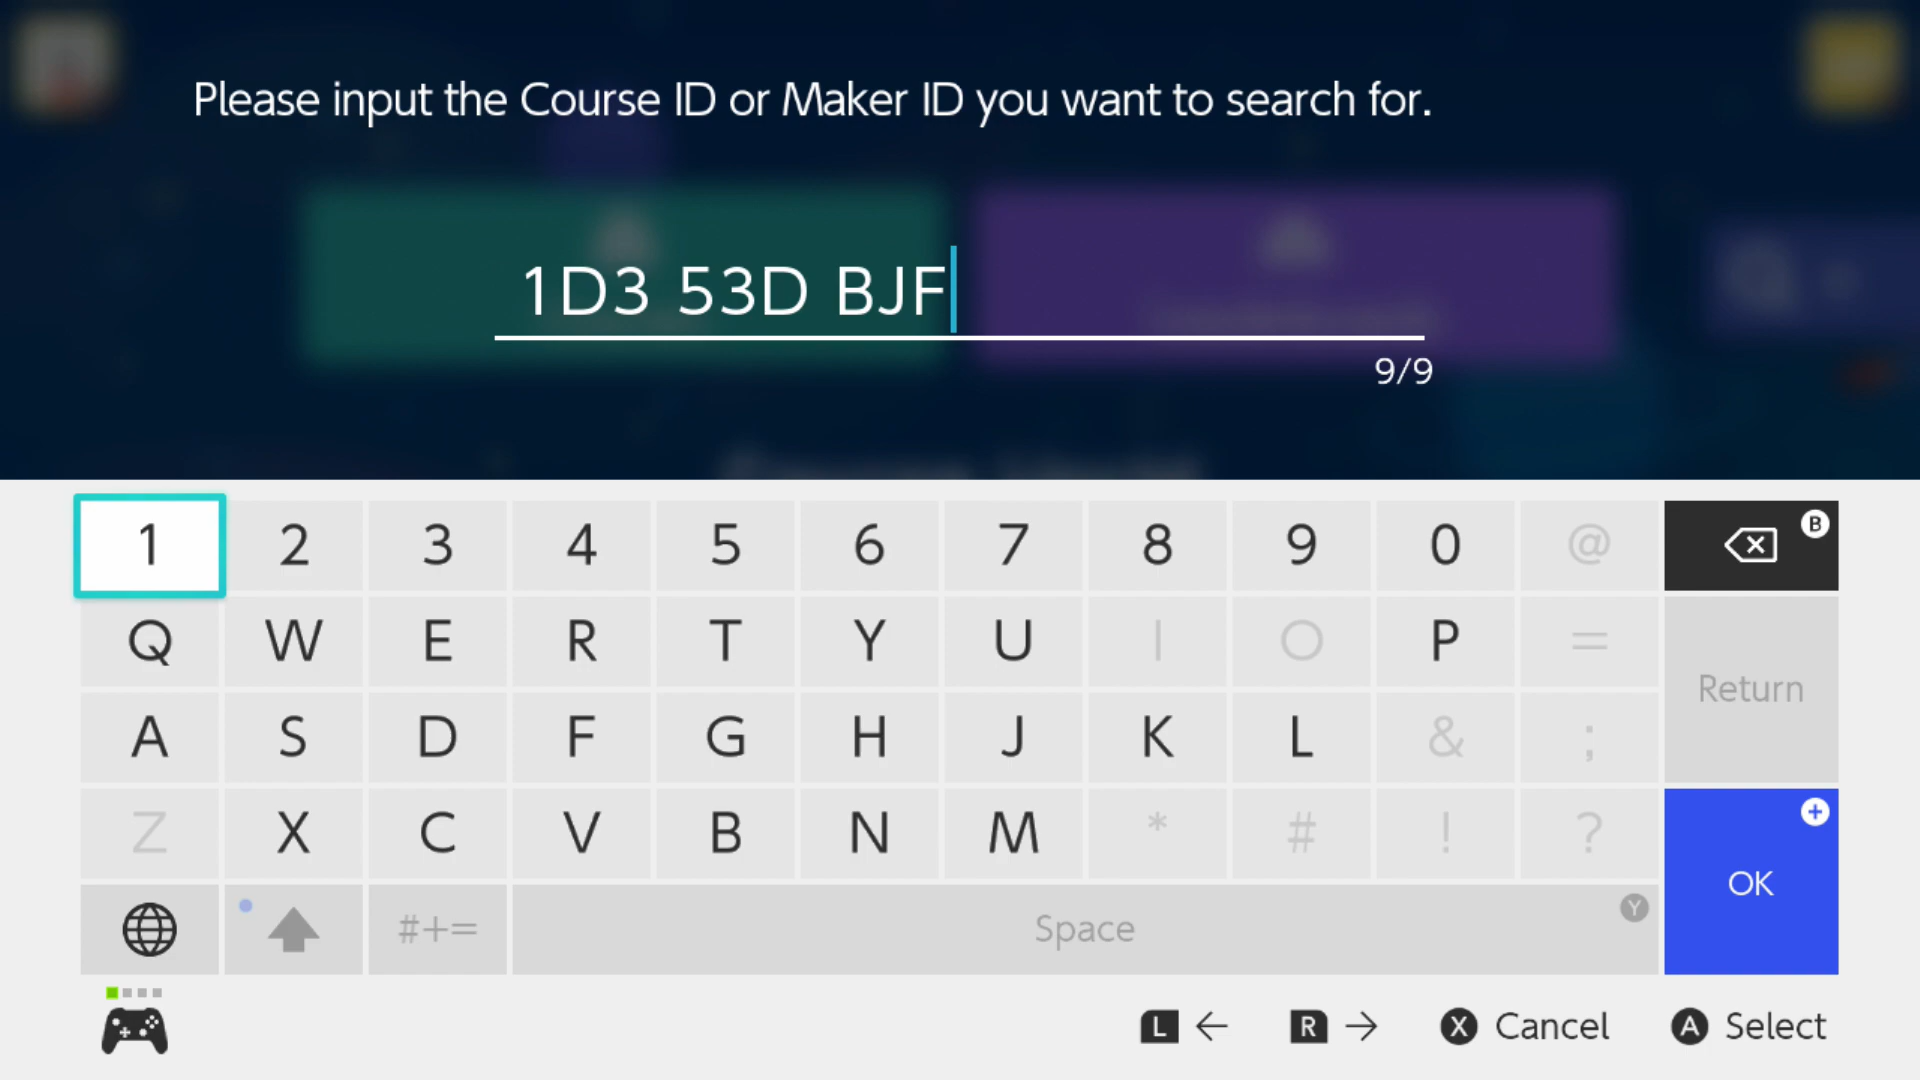 Please input the Course ID or Maker ID you want to search for.
1D3 53D BJF
9/9
1 2 3 4 5 6 7 8 9 0 @ B
Q W E R T Y U I O P = Return
A S D F G H J K L & ;
Z X C V B N M * # ! ? + OK
#+= Space Y
L ← R → X Cancel A Select